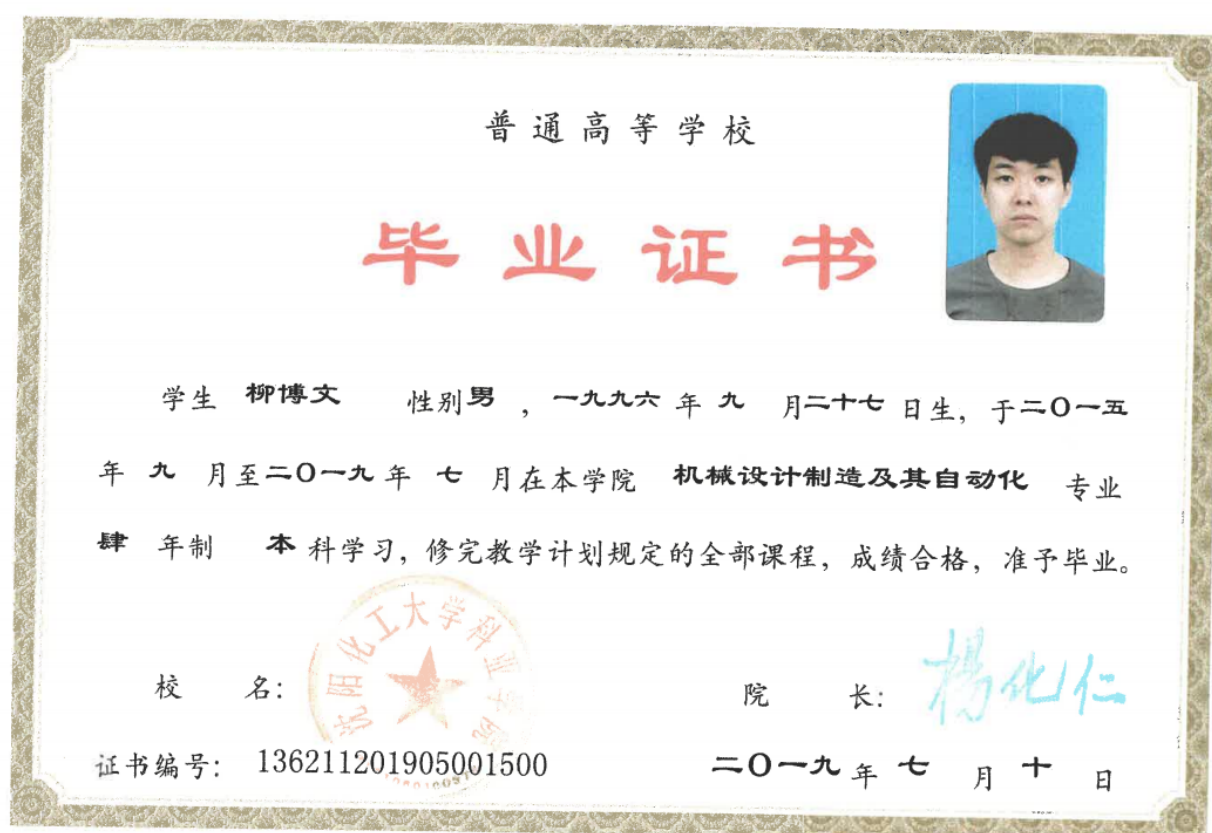 普通高等学校
毕业证书
学生 柳博文 性别男 ，一九九六 年 九 月二十七 日生，于二O一五
年 九 月至二O一九 年 七 月在本学院 机械设计制造及其自动化 专业
肆 年制 本 科学习，修完教学计划规定的全部课程，成绩合格，准予毕业。
沈阳化工大学科亚学院
校 名：
院 长： 杨化仁
证书编号： 136211201905001500
二O一九 年 七 月 十 日